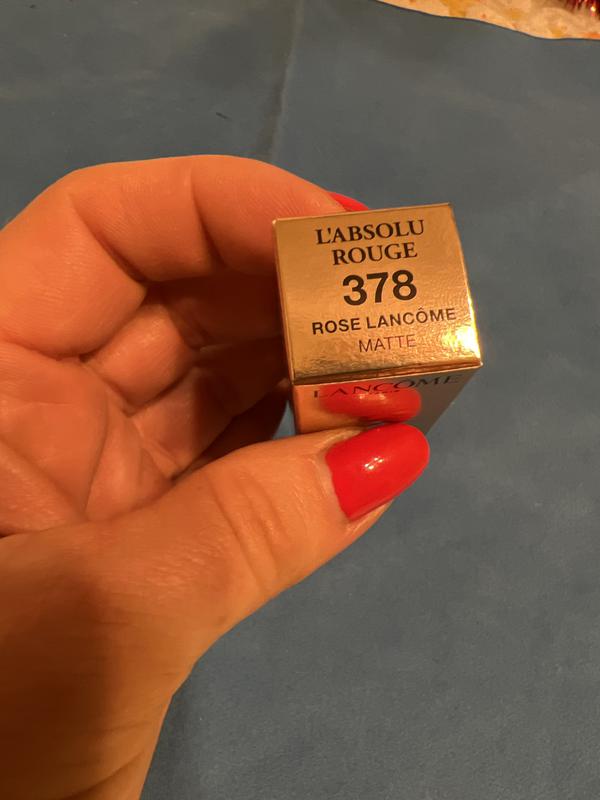 L'ABSOLU
ROUGE
378
ROSE LANCÔME
MATTE
LANCÔME